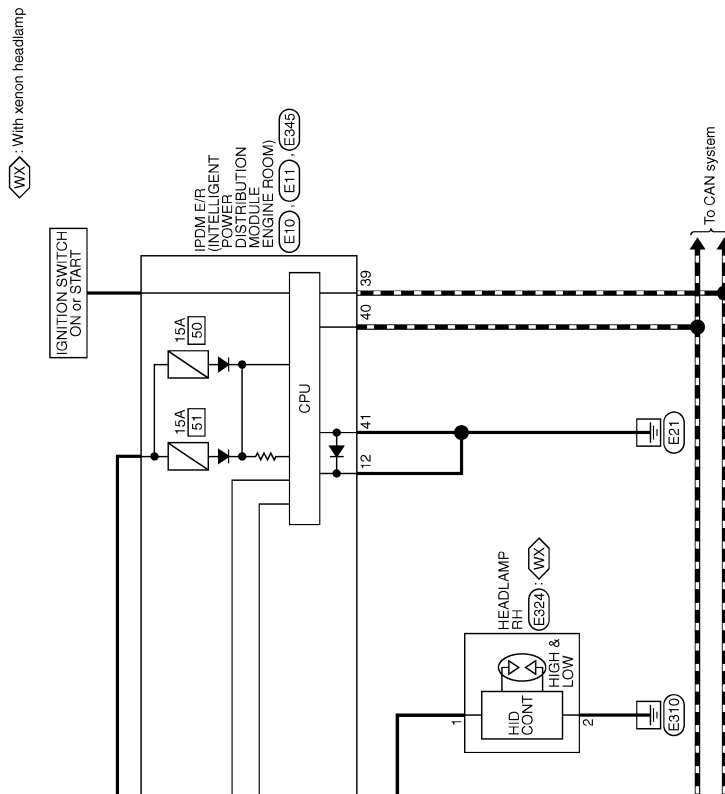 WX : With xenon headlamp
IGNITION SWITCH
ON or START
IPDM E/R
(INTELLIGENT
POWER
DISTRIBUTION
MODULE
ENGINE ROOM)
E10 , E11 , E345
15A
50
15A
51
CPU
39
40
41
12
To CAN system
E21
HEADLAMP
RH
E324 : WX
HIGH &
LOW
HID
CONT
1
2
E310